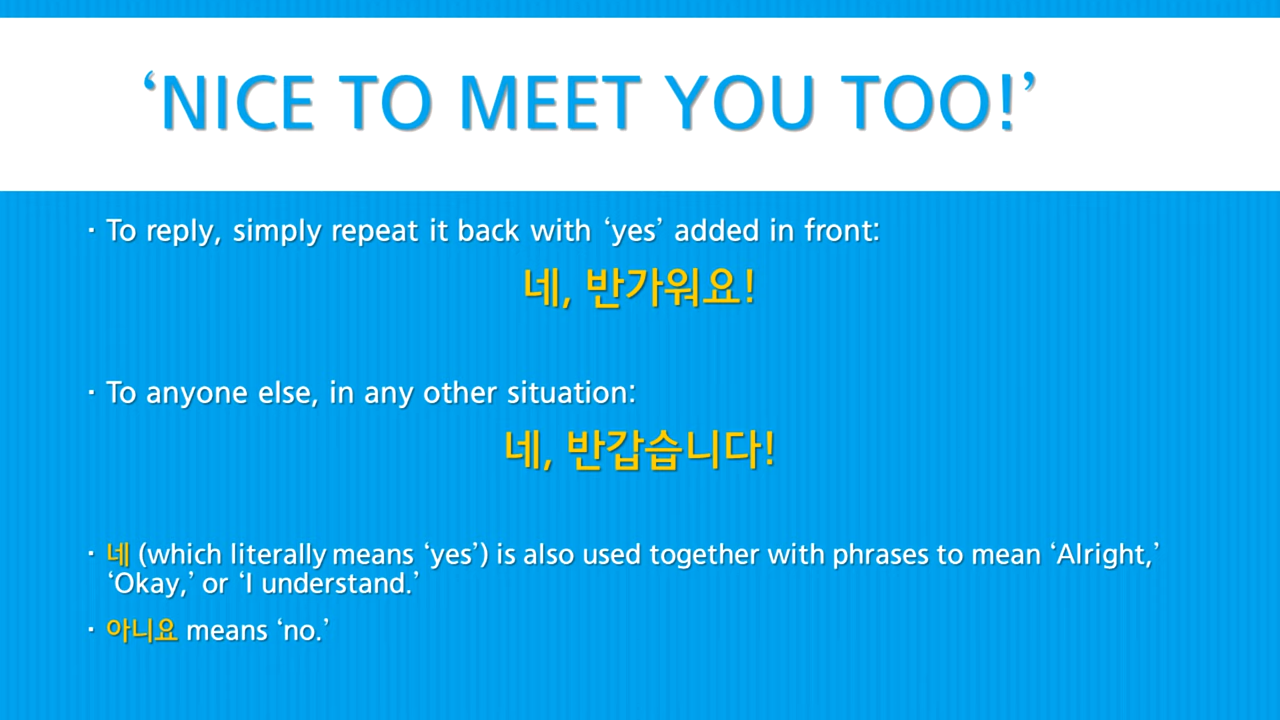 ‘NICE TO MEET YOU TOO!’
· To reply, simply repeat it back with ‘yes’ added in front:
네, 반가워요!
· To anyone else, in any other situation:
네, 반갑습니다!
· 네 (which literally means ‘yes’) is also used together with phrases to mean ‘Alright,’
‘Okay,’ or ‘I understand.’
· 아니요 means ‘no.’